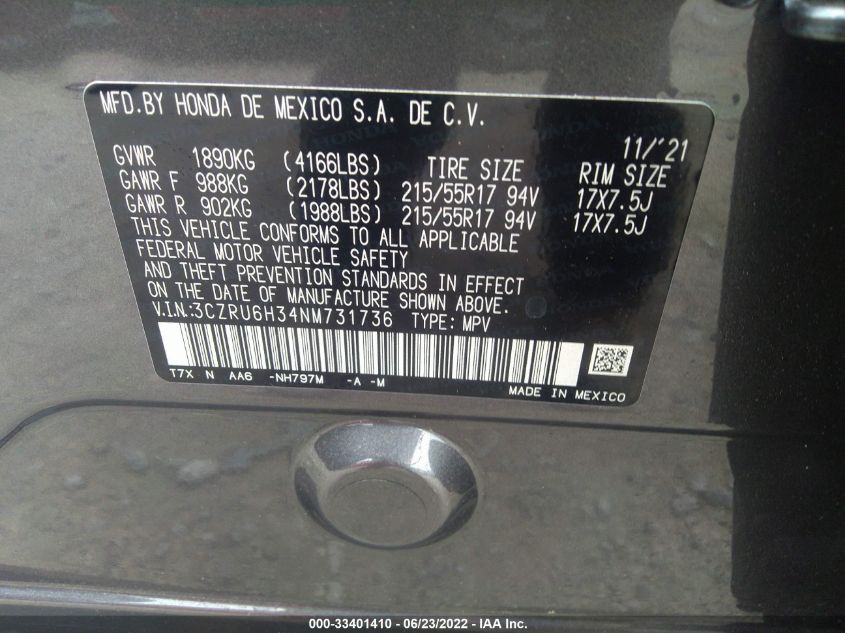 MFD.BY HONDA DE MEXICO S.A. DE C.V.
11/'21
GVWR 1890KG (4166LBS) TIRE SIZE RIM SIZE
GAWR F 988KG (2178LBS) 215/55R17 94V 17X7.5J
GAWR R 902KG (1988LBS) 215/55R17 94V 17X7.5J
THIS VEHICLE CONFORMS TO ALL APPLICABLE
FEDERAL MOTOR VEHICLE SAFETY
AND THEFT PREVENTION STANDARDS IN EFFECT
ON THE DATE OF MANUFACTURE SHOWN ABOVE.
V.I.N.:3CZRU6H34NM731736 TYPE: MPV
T7X N AA6 -NH797M -A -M
MADE IN MEXICO
000-33401410 - 06/23/2022 - IAA Inc.